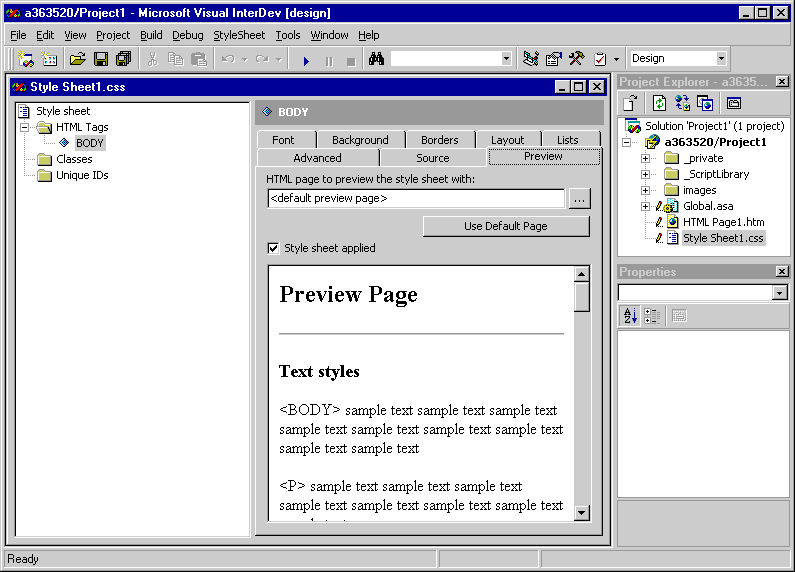 a363520/Project1 - Microsoft Visual InterDev [design]
File Edit View Project Build Debug StyleSheet Tools Window Help
Design
Style Sheet1.css
Style sheet
HTML Tags
BODY
Classes
Unique IDs
BODY
Font Background Borders Layout Lists
Advanced Source Preview
HTML page to preview the style sheet with:
<default preview page> ...
Use Default Page
Style sheet applied
Preview Page
Text styles
<BODY> sample text sample text sample text
sample text sample text sample text sample text
sample text sample text
<P> sample text sample text sample text
sample text sample text sample text sample text
Project Explorer - a3635...
Solution 'Project1' (1 project)
a363520/Project1
_private
_ScriptLibrary
images
Global.asa
HTML Page1.htm
Style Sheet1.css
Properties
Ready